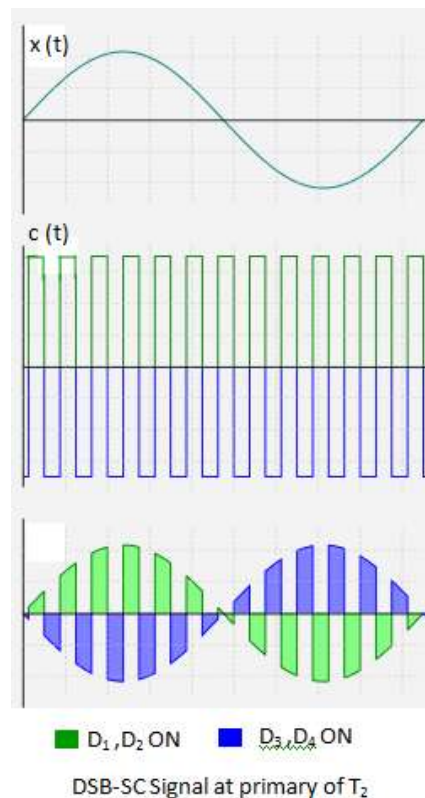 x (t)
c (t)
D₁ ,D₂ ON D₃,D₄ ON
DSB-SC Signal at primary of T₂